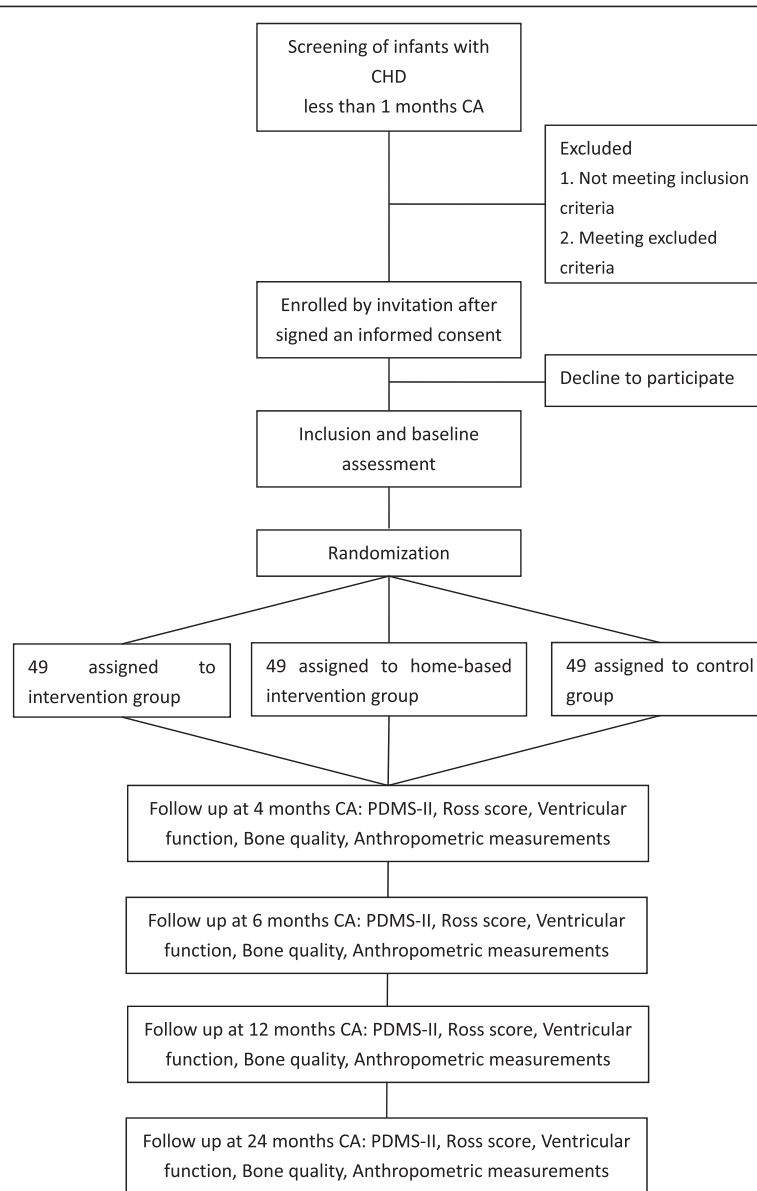 Screening of infants with
CHD
less than 1 months CA
Excluded
1. Not meeting inclusion
criteria
2. Meeting excluded
criteria
Enrolled by invitation after
signed an informed consent
Decline to participate
Inclusion and baseline
assessment
Randomization
49 assigned to
intervention group
49 assigned to home-based
intervention group
49 assigned to control
group
Follow up at 4 months CA: PDMS-II, Ross score, Ventricular
function, Bone quality, Anthropometric measurements
Follow up at 6 months CA: PDMS-II, Ross score, Ventricular
function, Bone quality, Anthropometric measurements
Follow up at 12 months CA: PDMS-II, Ross score, Ventricular
function, Bone quality, Anthropometric measurements
Follow up at 24 months CA: PDMS-II, Ross score, Ventricular
function, Bone quality, Anthropometric measurements